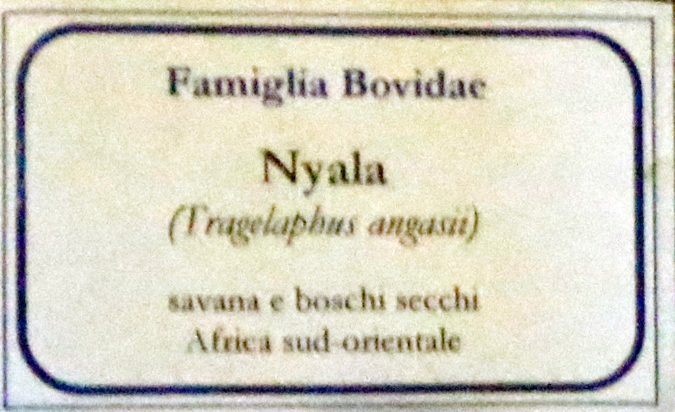 Famiglia Bovidae
Nyala
(Tragelaphus angasii)
savana e boschi secchi
Africa sud-orientale